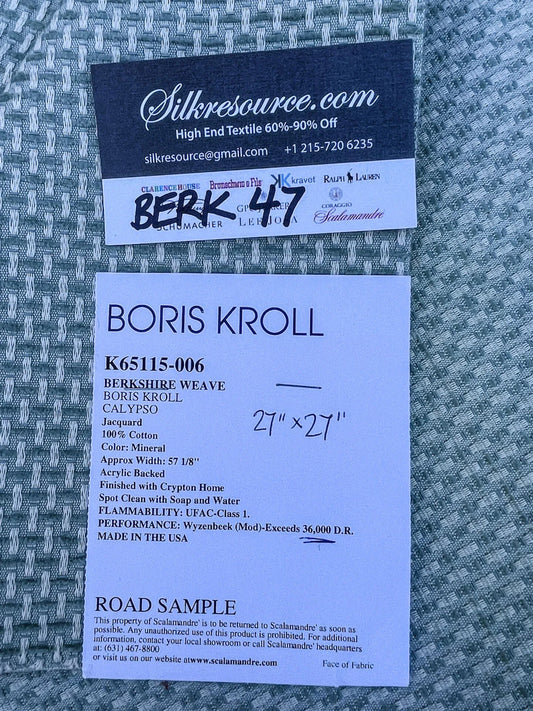 Silkresource.com
High End Textile 60%-90% Off
silkresource@gmail.com +1 215-720 6235
CLARENCE HOUSE Brunschwig & Fils kravet RALPH LAUREN
BERK 47
CORAGGIO
SCHUMACHER LEE JOFA Scalamandré
BORIS KROLL
K65115-006
BERKSHIRE WEAVE
BORIS KROLL
CALYPSO
27" x 27"
Jacquard
100% Cotton
Color: Mineral
Approx Width: 57 1/8"
Acrylic Backed
Finished with Crypton Home
Spot Clean with Soap and Water
FLAMMABILITY: UFAC-Class 1.
PERFORMANCE: Wyzenbeek (Mod)-Exceeds 36,000 D.R.
MADE IN THE USA
ROAD SAMPLE
This property of Scalamandre' is to be returned to Scalamandre' as soon as
possible. Any unauthorized use of this product is prohibited. For additional
information, contact your local showroom or call Scalamandre' headquarters
at: (631) 467-8800
or visit us on our website at www.scalamandre.com Face of Fabric